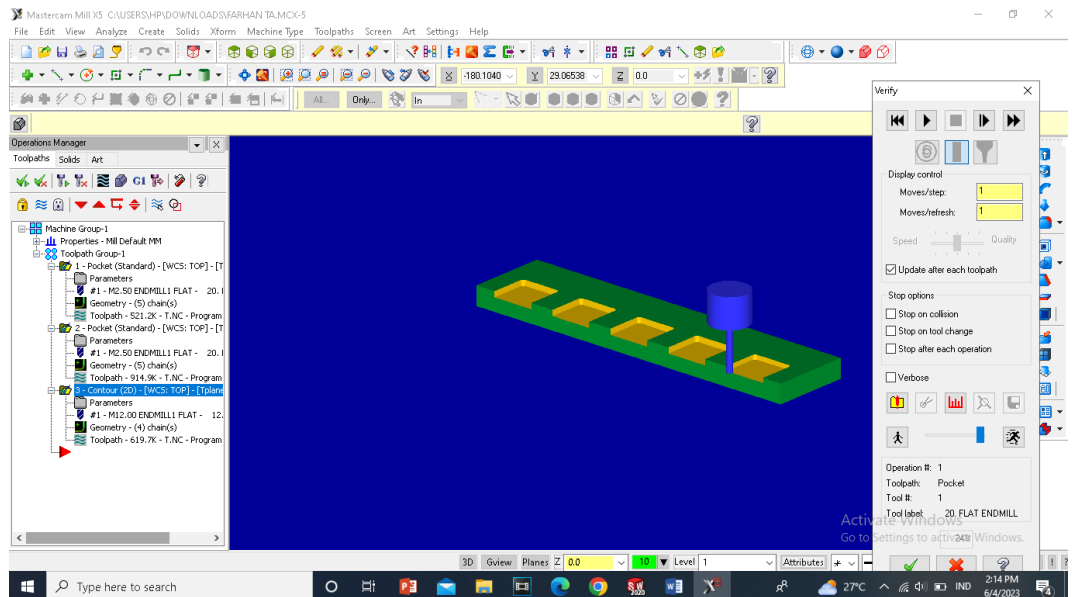 Mastercam Mill X5 C:\USERS\HP\DOWNLOADS\FARHAN TA.MCX-5
File Edit View Analyze Create Solids Xform Machine Type Toolpaths Screen Art Settings Help
G1
X -180.1040 Y 29.06538 Z 0.0
All... Only... In
Operations Manager
Toolpaths Solids Art
G1
Machine Group-1
Properties - Mill Default MM
Toolpath Group-1
1 - Pocket (Standard) - [WCS: TOP] - [T
Parameters
#1 - M2.50 ENDMILL1 FLAT - 20.
Geometry - (5) chain(s)
Toolpath - 521.2K - T.NC - Program
2 - Pocket (Standard) - [WCS: TOP] - [T
Parameters
#1 - M2.50 ENDMILL1 FLAT - 20.
Geometry - (5) chain(s)
Toolpath - 914.9K - T.NC - Program
3 - Contour (2D) - [WCS: TOP] - [Tplane
Parameters
#1 - M12.00 ENDMILL1 FLAT - 12.
Geometry - (4) chain(s)
Toolpath - 619.7K - T.NC - Program
Verify
Display control
Moves/step: 1
Moves/refresh: 1
Speed Quality
Update after each toolpath
Stop options
Stop on collision
Stop on tool change
Stop after each operation
Verbose
Operation #: 1
Toolpath: Pocket
Tool #: 1
Tool label: 20. FLAT ENDMILL
24%
Activate Windows
Go to Settings to activate Windows.
3D Gview Planes Z 0.0 10 Level 1 Attributes
Type here to search
27°C IND
2:14 PM
6/4/2023
4